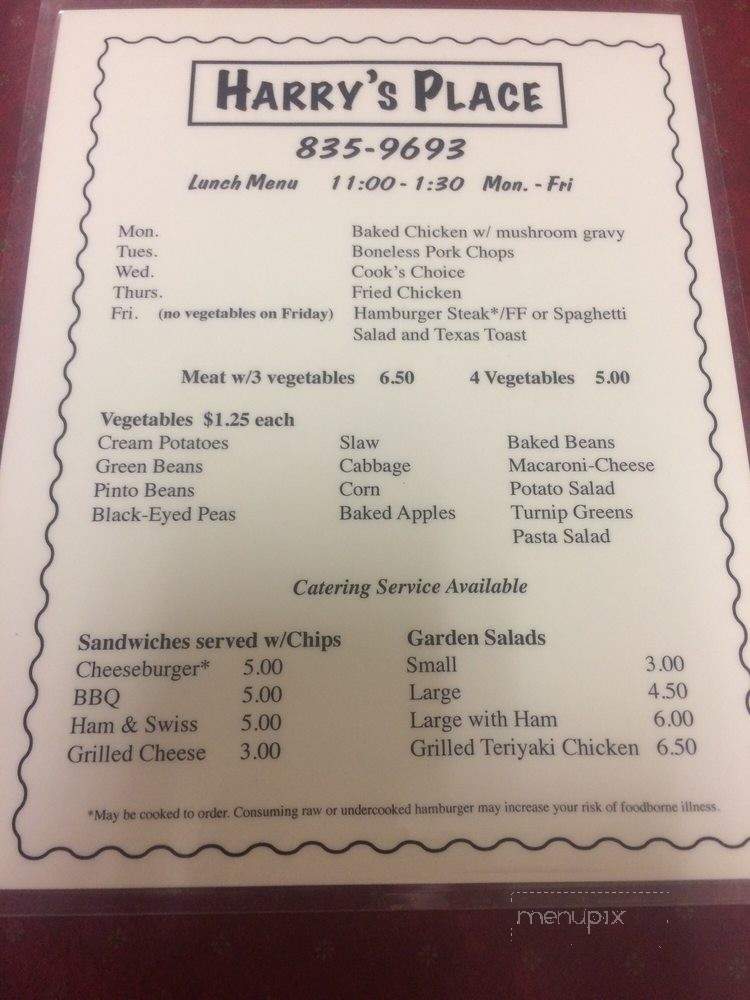 HARRY'S PLACE
835-9693
Lunch Menu 11:00 - 1:30 Mon. - Fri
Mon. Baked Chicken w/ mushroom gravy
Tues. Boneless Pork Chops
Wed. Cook's Choice
Thurs. Fried Chicken
Fri. (no vegetables on Friday) Hamburger Steak*/FF or Spaghetti
Salad and Texas Toast
Meat w/3 vegetables 6.50 4 Vegetables 5.00
Vegetables $1.25 each
Cream Potatoes Slaw Baked Beans
Green Beans Cabbage Macaroni-Cheese
Pinto Beans Corn Potato Salad
Black-Eyed Peas Baked Apples Turnip Greens
Pasta Salad
Catering Service Available
Sandwiches served w/Chips Garden Salads
Cheeseburger* 5.00 Small 3.00
BBQ 5.00 Large 4.50
Ham & Swiss 5.00 Large with Ham 6.00
Grilled Cheese 3.00 Grilled Teriyaki Chicken 6.50
*May be cooked to order. Consuming raw or undercooked hamburger may increase your risk of foodborne illness.
menupix